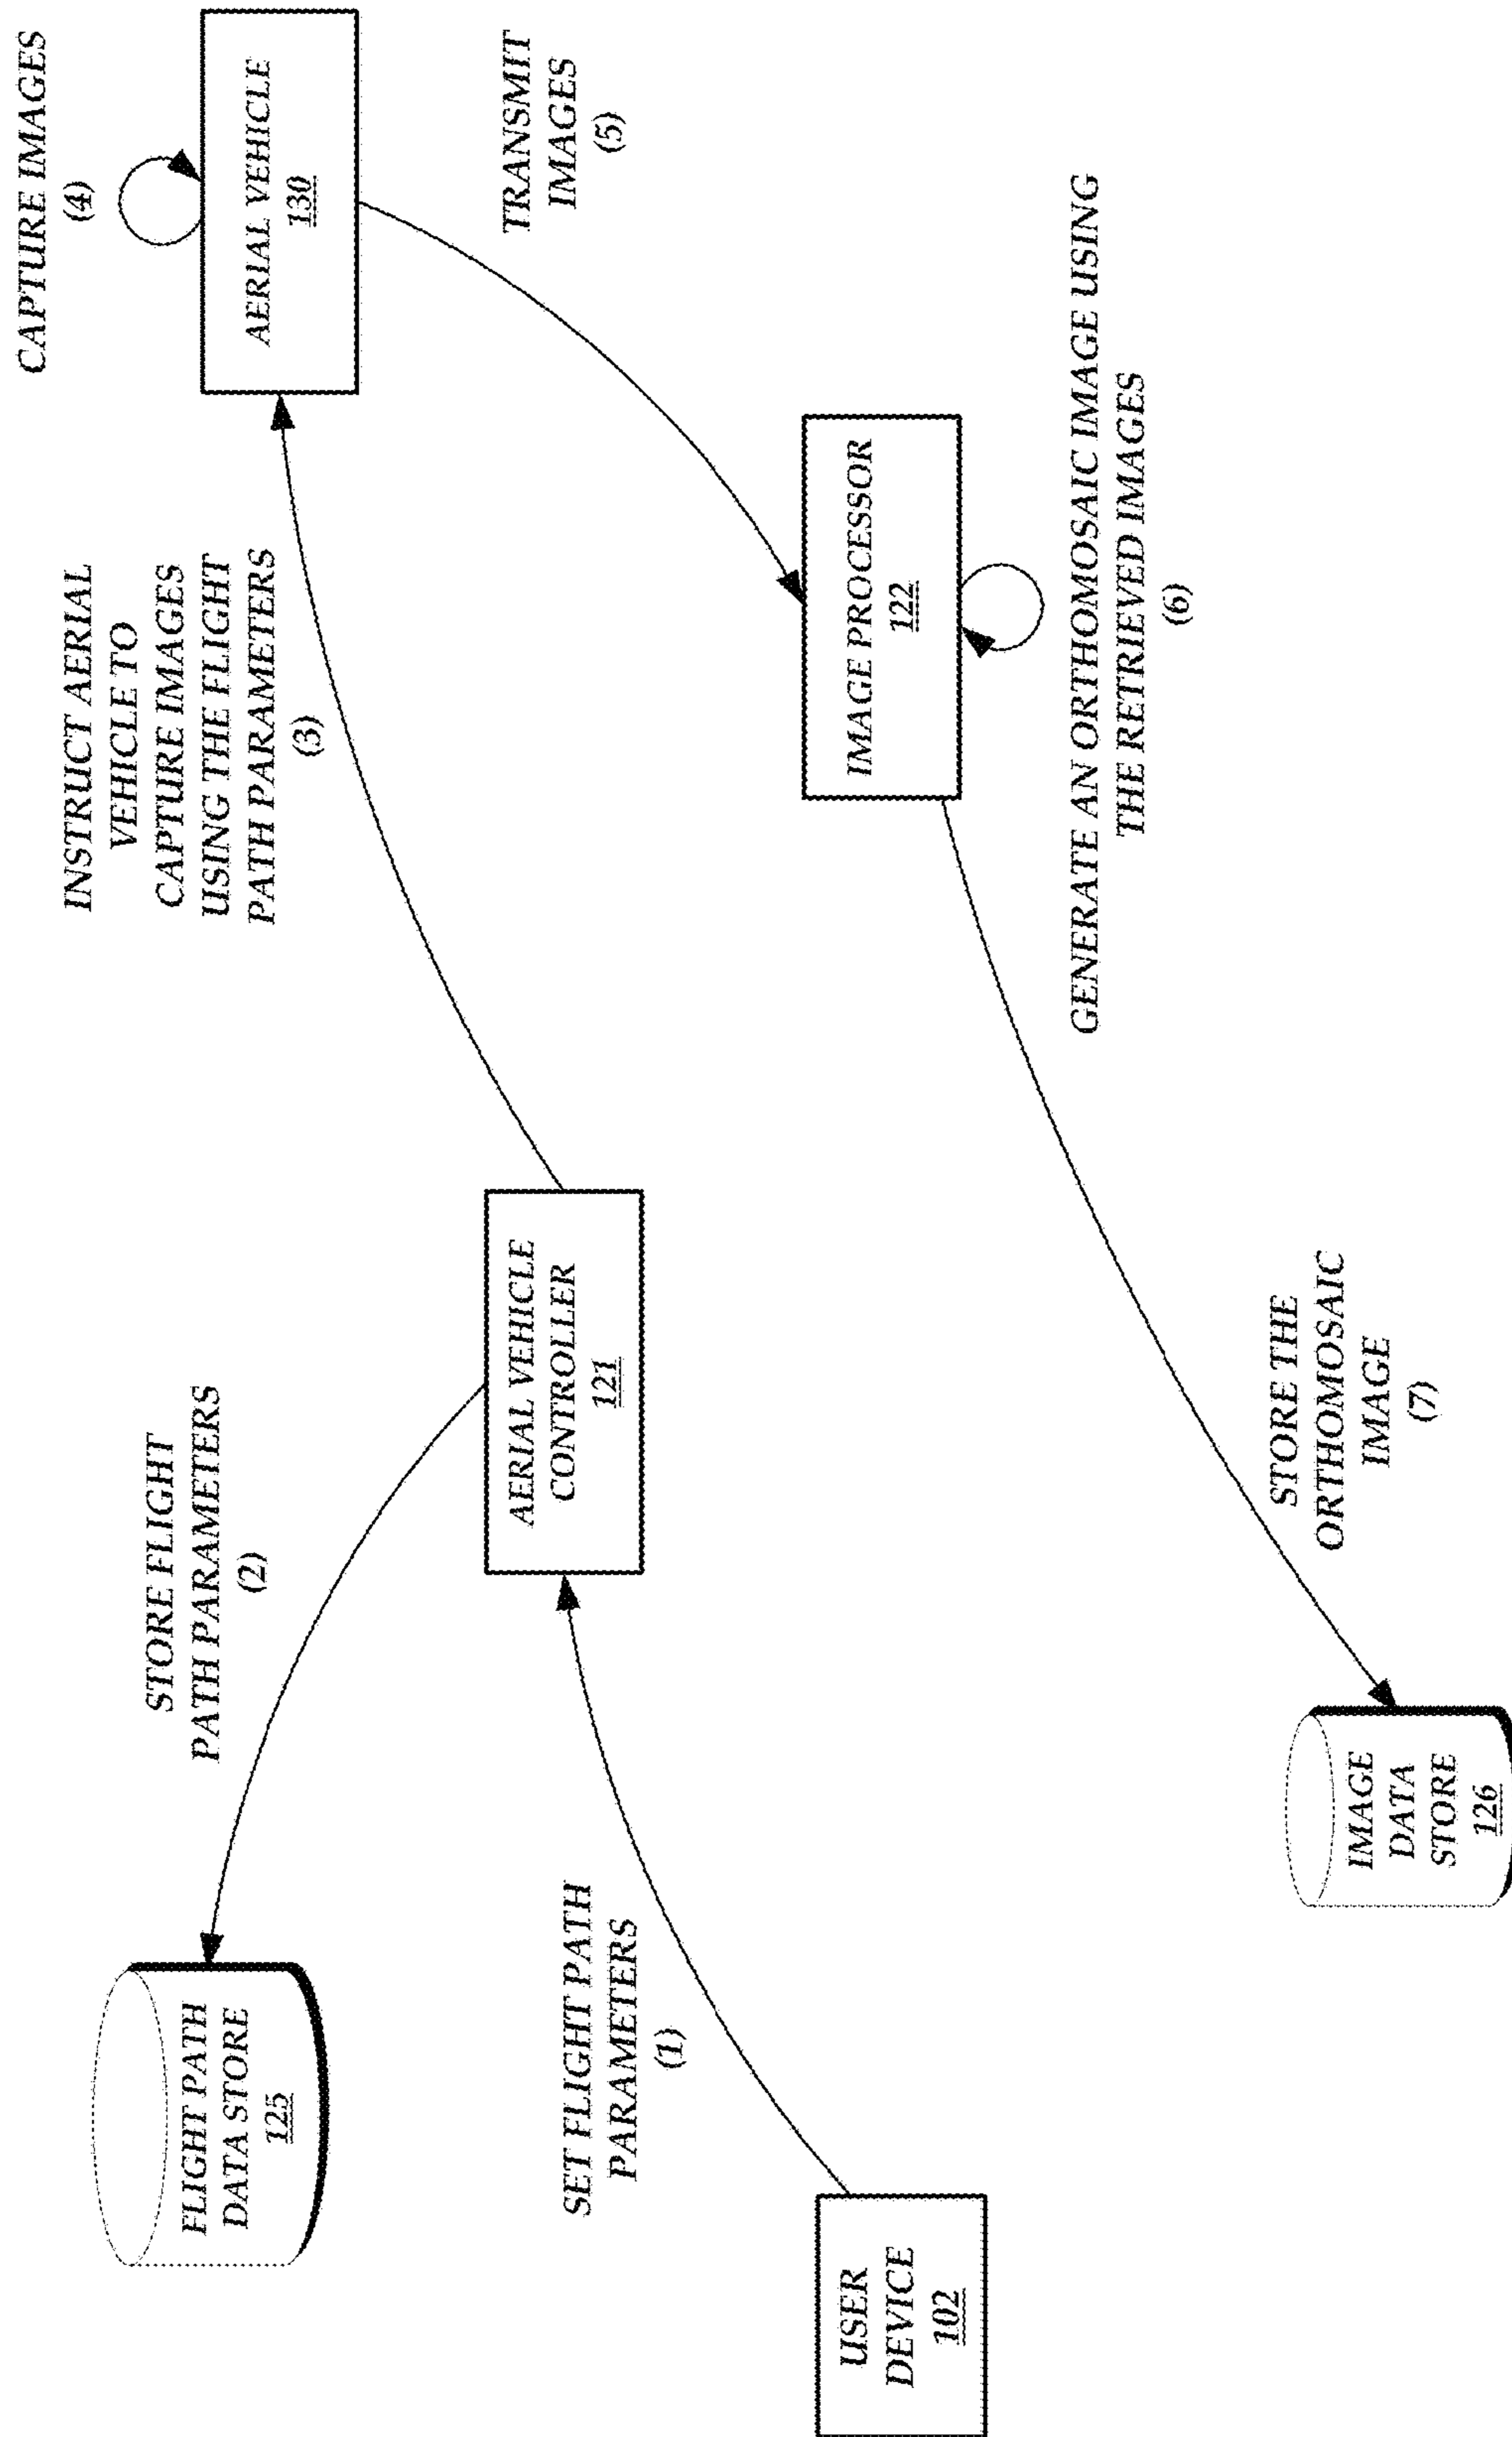 CAPTURE IMAGES
(4)
AERIAL VEHICLE
130
INSTRUCT AERIAL
VEHICLE TO
CAPTURE IMAGES
USING THE FLIGHT
PATH PARAMETERS
(3)
TRANSMIT
IMAGES
(5)
STORE FLIGHT
PATH PARAMETERS
(2)
FLIGHT PATH
DATA STORE
125
AERIAL VEHICLE
CONTROLLER
121
SET FLIGHT PATH
PARAMETERS
(1)
USER
DEVICE
102
IMAGE PROCESSOR
122
GENERATE AN ORTHOMOSAIC IMAGE USING
THE RETRIEVED IMAGES
(6)
STORE THE
ORTHOMOSAIC
IMAGE
(7)
IMAGE
DATA
STORE
126